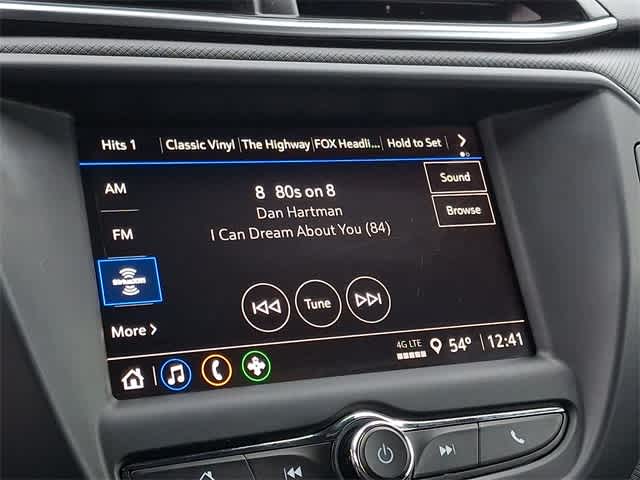 Hits 1 Classic Vinyl The Highway FOX Headli... Hold to Set
AM
8 80s on 8
Sound
Dan Hartman
Browse
FM
I Can Dream About You (84)
SiriusXM
Tune
More
4G LTE 54° 12:41